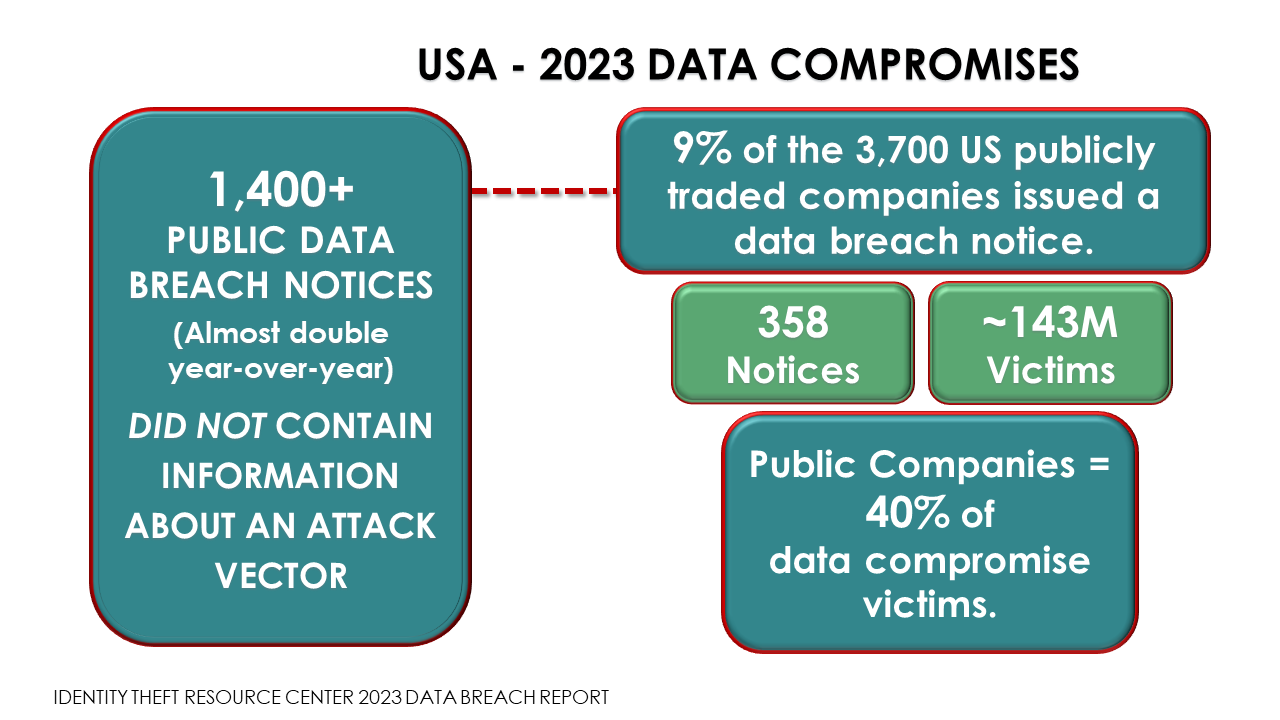 USA - 2023 DATA COMPROMISES
1,400+
PUBLIC DATA
BREACH NOTICES
(Almost double
year-over-year)
DID NOT CONTAIN
INFORMATION
ABOUT AN ATTACK
VECTOR
9% of the 3,700 US publicly
traded companies issued a
data breach notice.
358
Notices
~143M
Victims
Public Companies =
40% of
data compromise
victims.
IDENTITY THEFT RESOURCE CENTER 2023 DATA BREACH REPORT